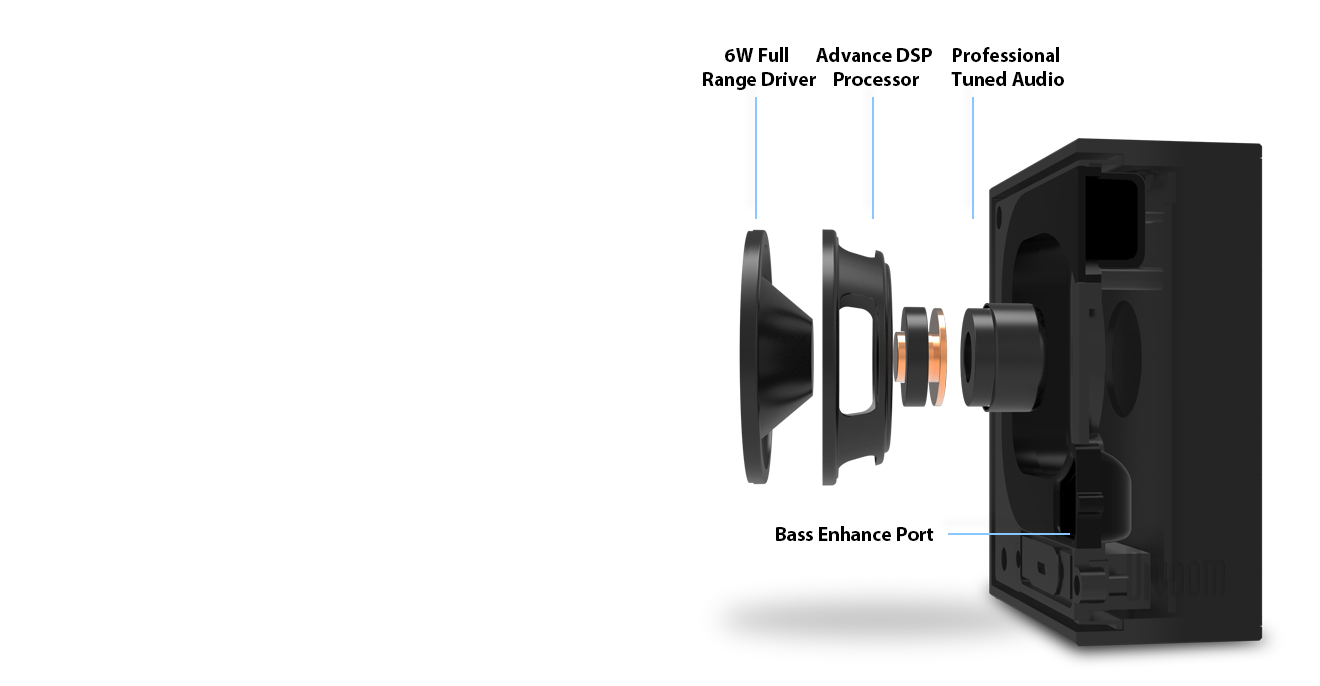 6W Full
Range Driver
Advance DSP
Processor
Professional
Tuned Audio
Bass Enhance Port